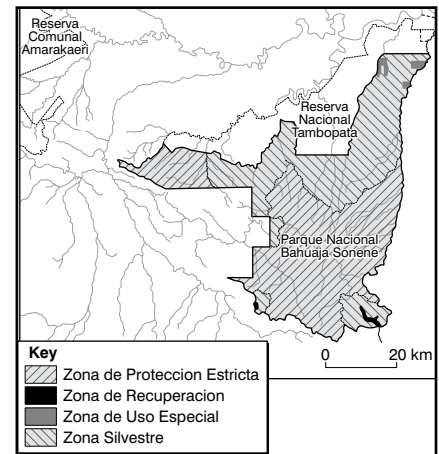 Reserva
Comunal
Amarakaeri
Reserva
Nacional
Tambopata
Parque Nacional
Bahuaja Sonene
Key
Zona de Proteccion Estricta
Zona de Recuperacion
Zona de Uso Especial
Zona Silvestre
0 20 km